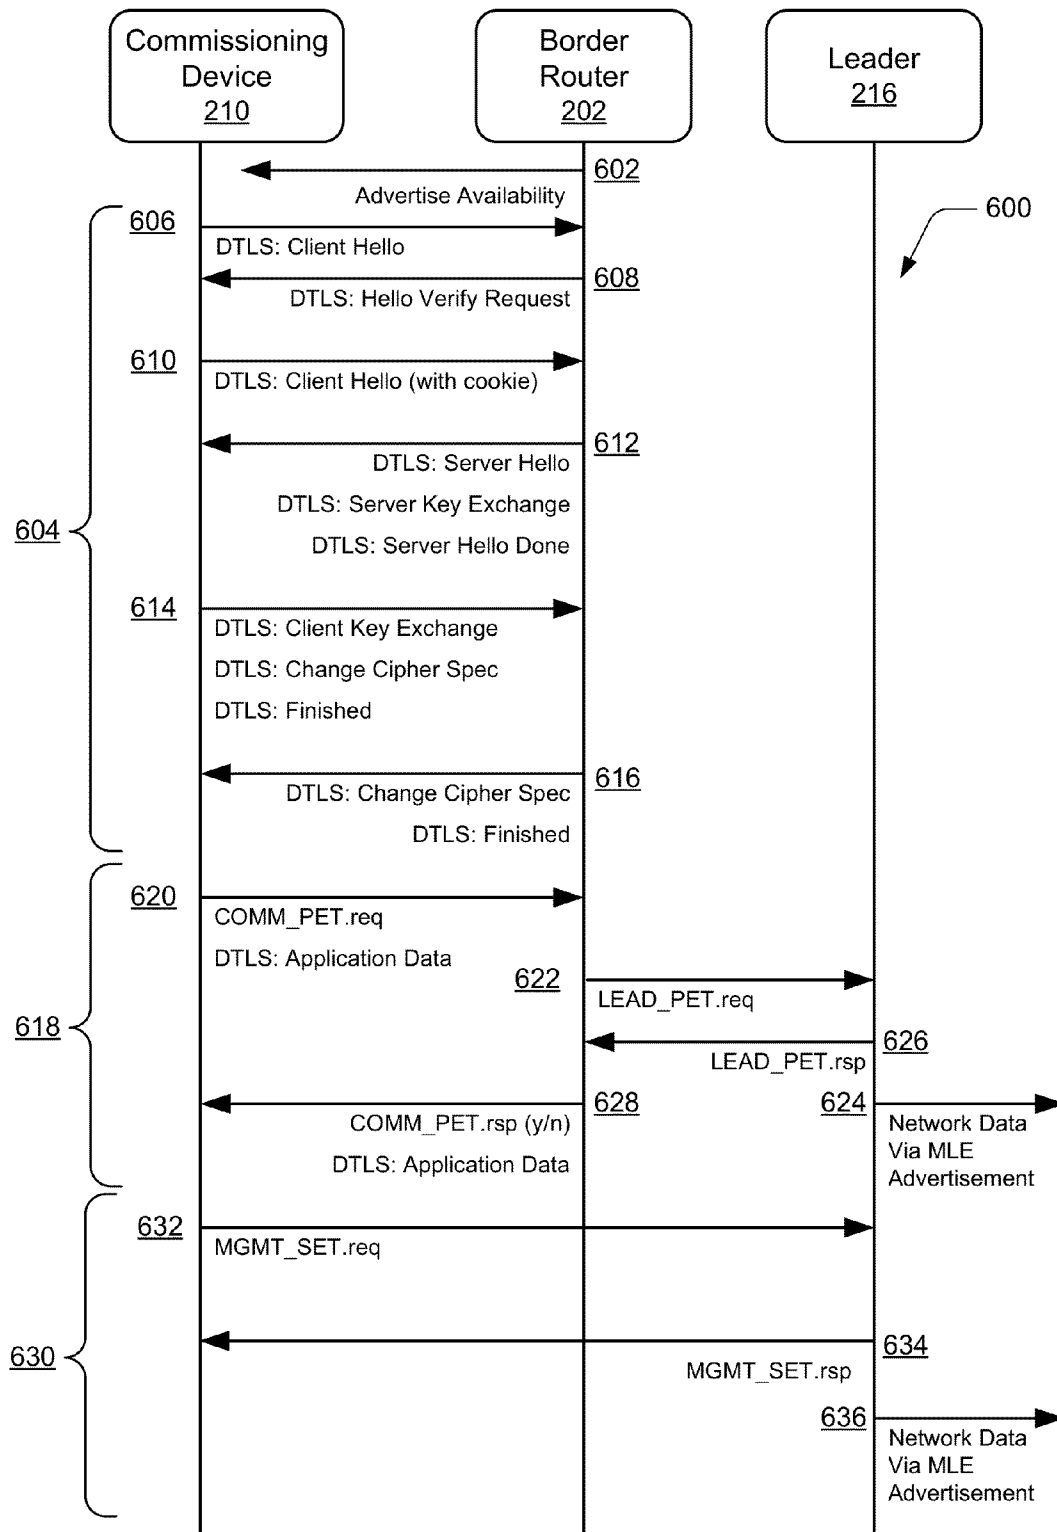 Commissioning
Device
210
Border
Router
202
Leader
216
602
Advertise Availability
600
606
DTLS: Client Hello
608
DTLS: Hello Verify Request
610
DTLS: Client Hello (with cookie)
612
DTLS: Server Hello
DTLS: Server Key Exchange
DTLS: Server Hello Done
604
614
DTLS: Client Key Exchange
DTLS: Change Cipher Spec
DTLS: Finished
616
DTLS: Change Cipher Spec
DTLS: Finished
620
COMM_PET.req
DTLS: Application Data
622
LEAD_PET.req
618
626
LEAD_PET.rsp
628
COMM_PET.rsp (y/n)
DTLS: Application Data
624
Network Data
Via MLE
Advertisement
632
MGMT_SET.req
630
634
MGMT_SET.rsp
636
Network Data
Via MLE
Advertisement